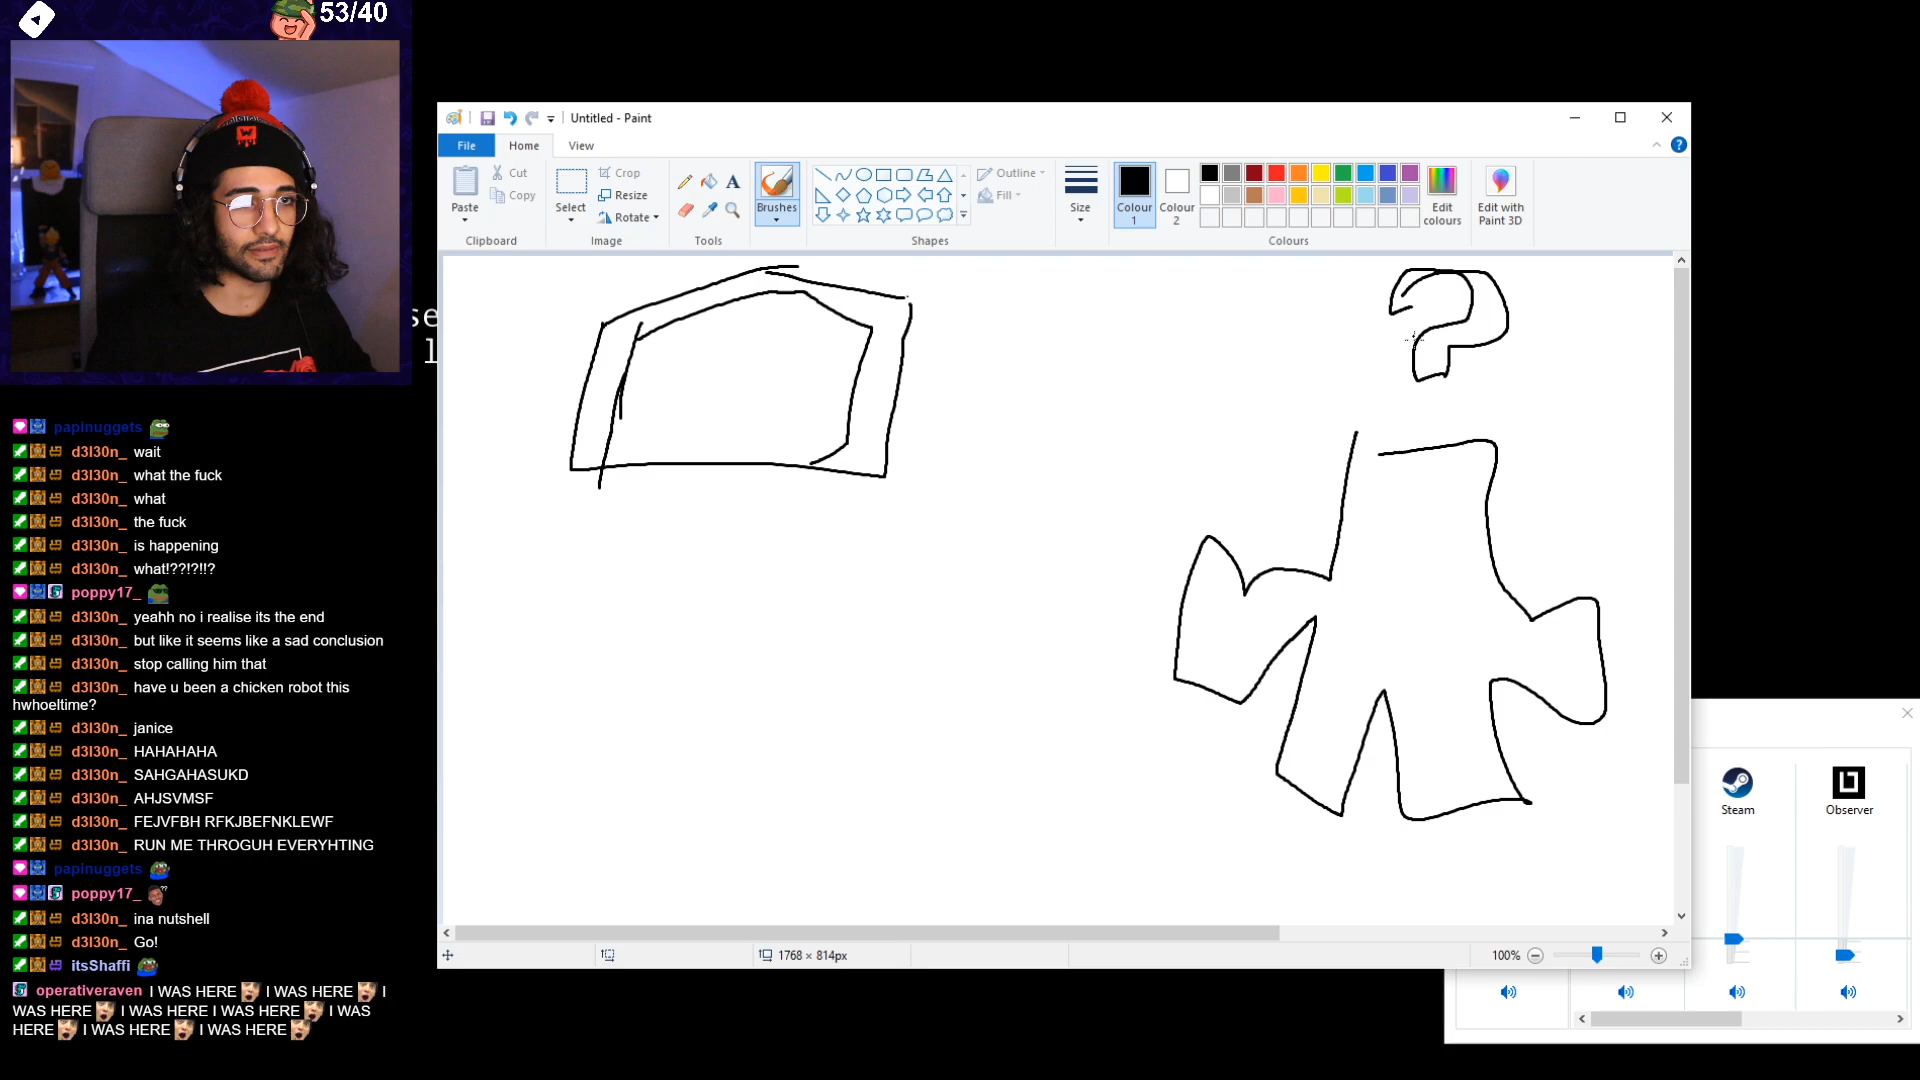 53/40
se
l
Untitled - Paint
File
Home
View
Paste
Cut
Copy
Clipboard
Select
Crop
Resize
Rotate
Image
A
Tools
Brushes
Outline
Fill
Shapes
Size
Colour 1
Colour 2
Edit colours
Edit with Paint 3D
Colours
?
papinuggets
d3l30n_ wait
d3l30n_ what the fuck
d3l30n_ what
d3l30n_ the fuck
d3l30n_ is happening
d3l30n_ what!??!?!!?
poppy17_
d3l30n_ yeahh no i realise its the end
d3l30n_ but like it seems like a sad conclusion
d3l30n_ stop calling him that
d3l30n_ have u been a chicken robot this
hwhoeltime?
d3l30n_ janice
d3l30n_ HAHAHAHA
d3l30n_ SAHGAHASUKD
d3l30n_ AHJSVMSF
d3l30n_ FEJVFBH RFKJBEFNKLEWF
d3l30n_ RUN ME THROGUH EVERYHTING
papinuggets
poppy17_
d3l30n_ ina nutshell
d3l30n_ Go!
itsShaffi
operativeraven I WAS HERE I WAS HERE I
WAS HERE I WAS HERE I WAS HERE I WAS
HERE I WAS HERE I WAS HERE
1768 × 814px
100%
Steam
Observer